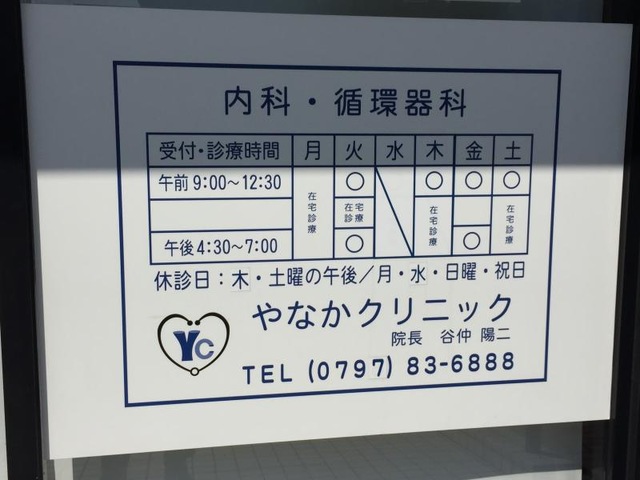 内科・循環器科
受付・診療時間 月 火 水 木 金 土
午前 9:00〜12:30 ○ ○ ○ ○
在宅診療 在宅診療 在宅診療 在宅診療
午後 4:30〜7:00 ○ ○
休診日：木・土曜の午後／月・水・日曜・祝日
やなかクリニック
院長 谷仲 陽二
YC
TEL (0797) 83-6888